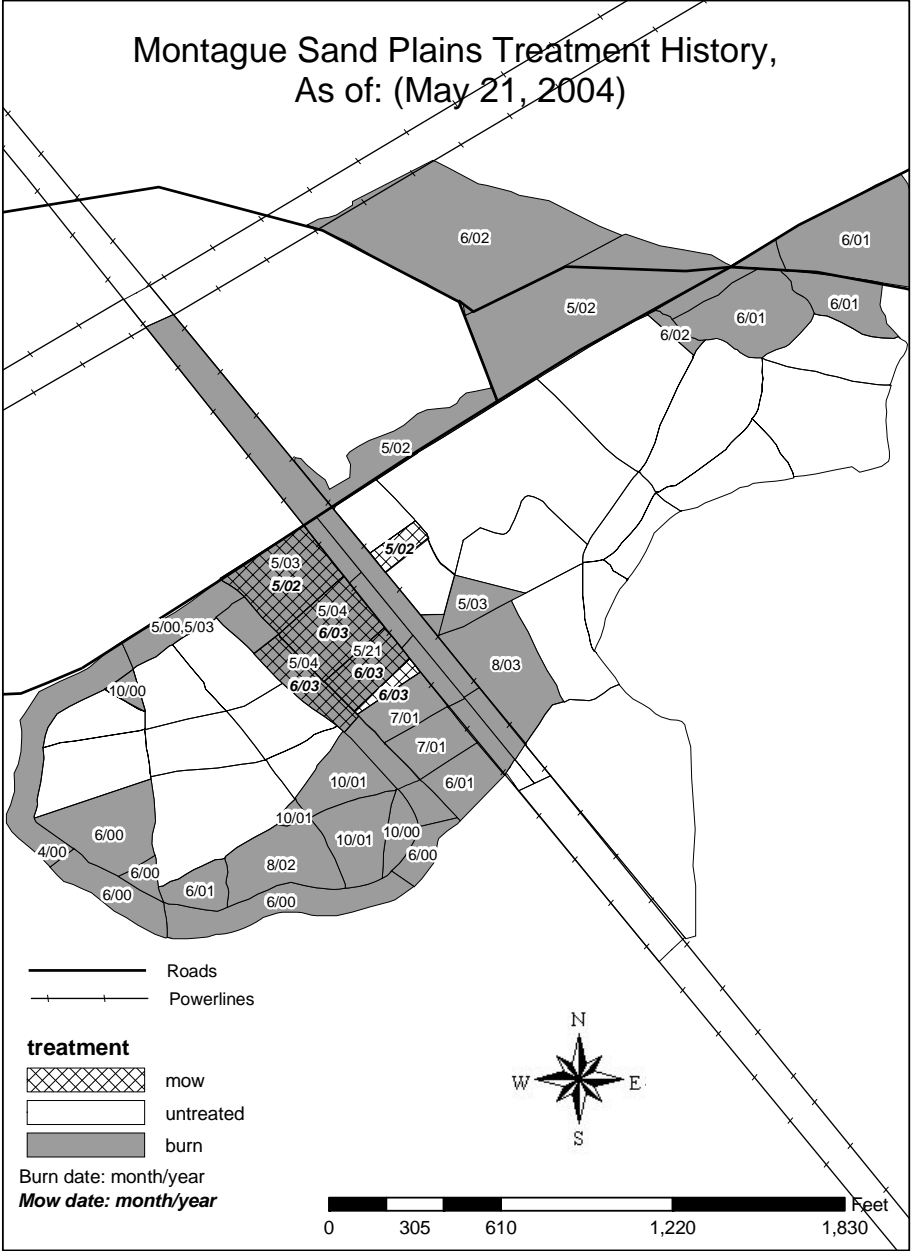 Montague Sand Plains Treatment History,
As of: (May 21, 2004)
6/02
6/01
5/02
6/01
6/01
6/02
5/02
5/02
5/03
5/02
5/04
6/03
5/03
5/00,5/03
5/21
6/03
5/04
6/03
8/03
6/03
10/00
7/01
7/01
10/01
6/01
10/01
10/01
10/00
6/00
4/00
6/00
6/00
8/02
6/00
6/01
6/00
Roads
Powerlines
treatment
mow
untreated
burn
Burn date: month/year
Mow date: month/year
N
W
E
S
Feet
0 305 610 1,220 1,830